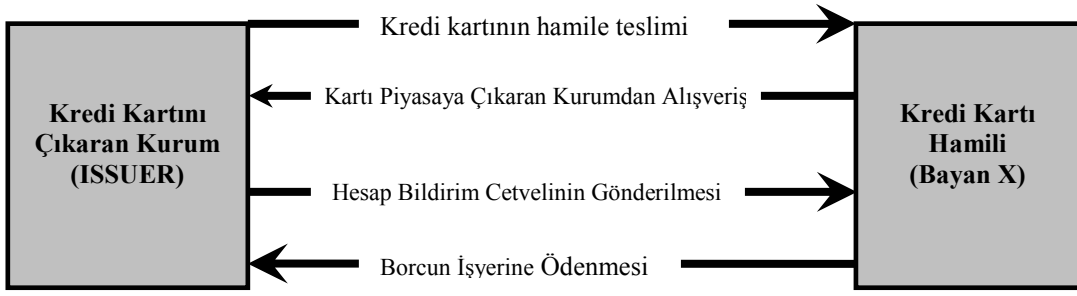 Kredi kartının hamile teslimi
Kredi Kartını
Çıkaran Kurum
(ISSUER)
Kartı Piyasaya Çıkaran Kurumdan Alışveriş
Kredi Kartı
Hamili
(Bayan X)
Hesap Bildirim Cetvelinin Gönderilmesi
Borcun İşyerine Ödenmesi